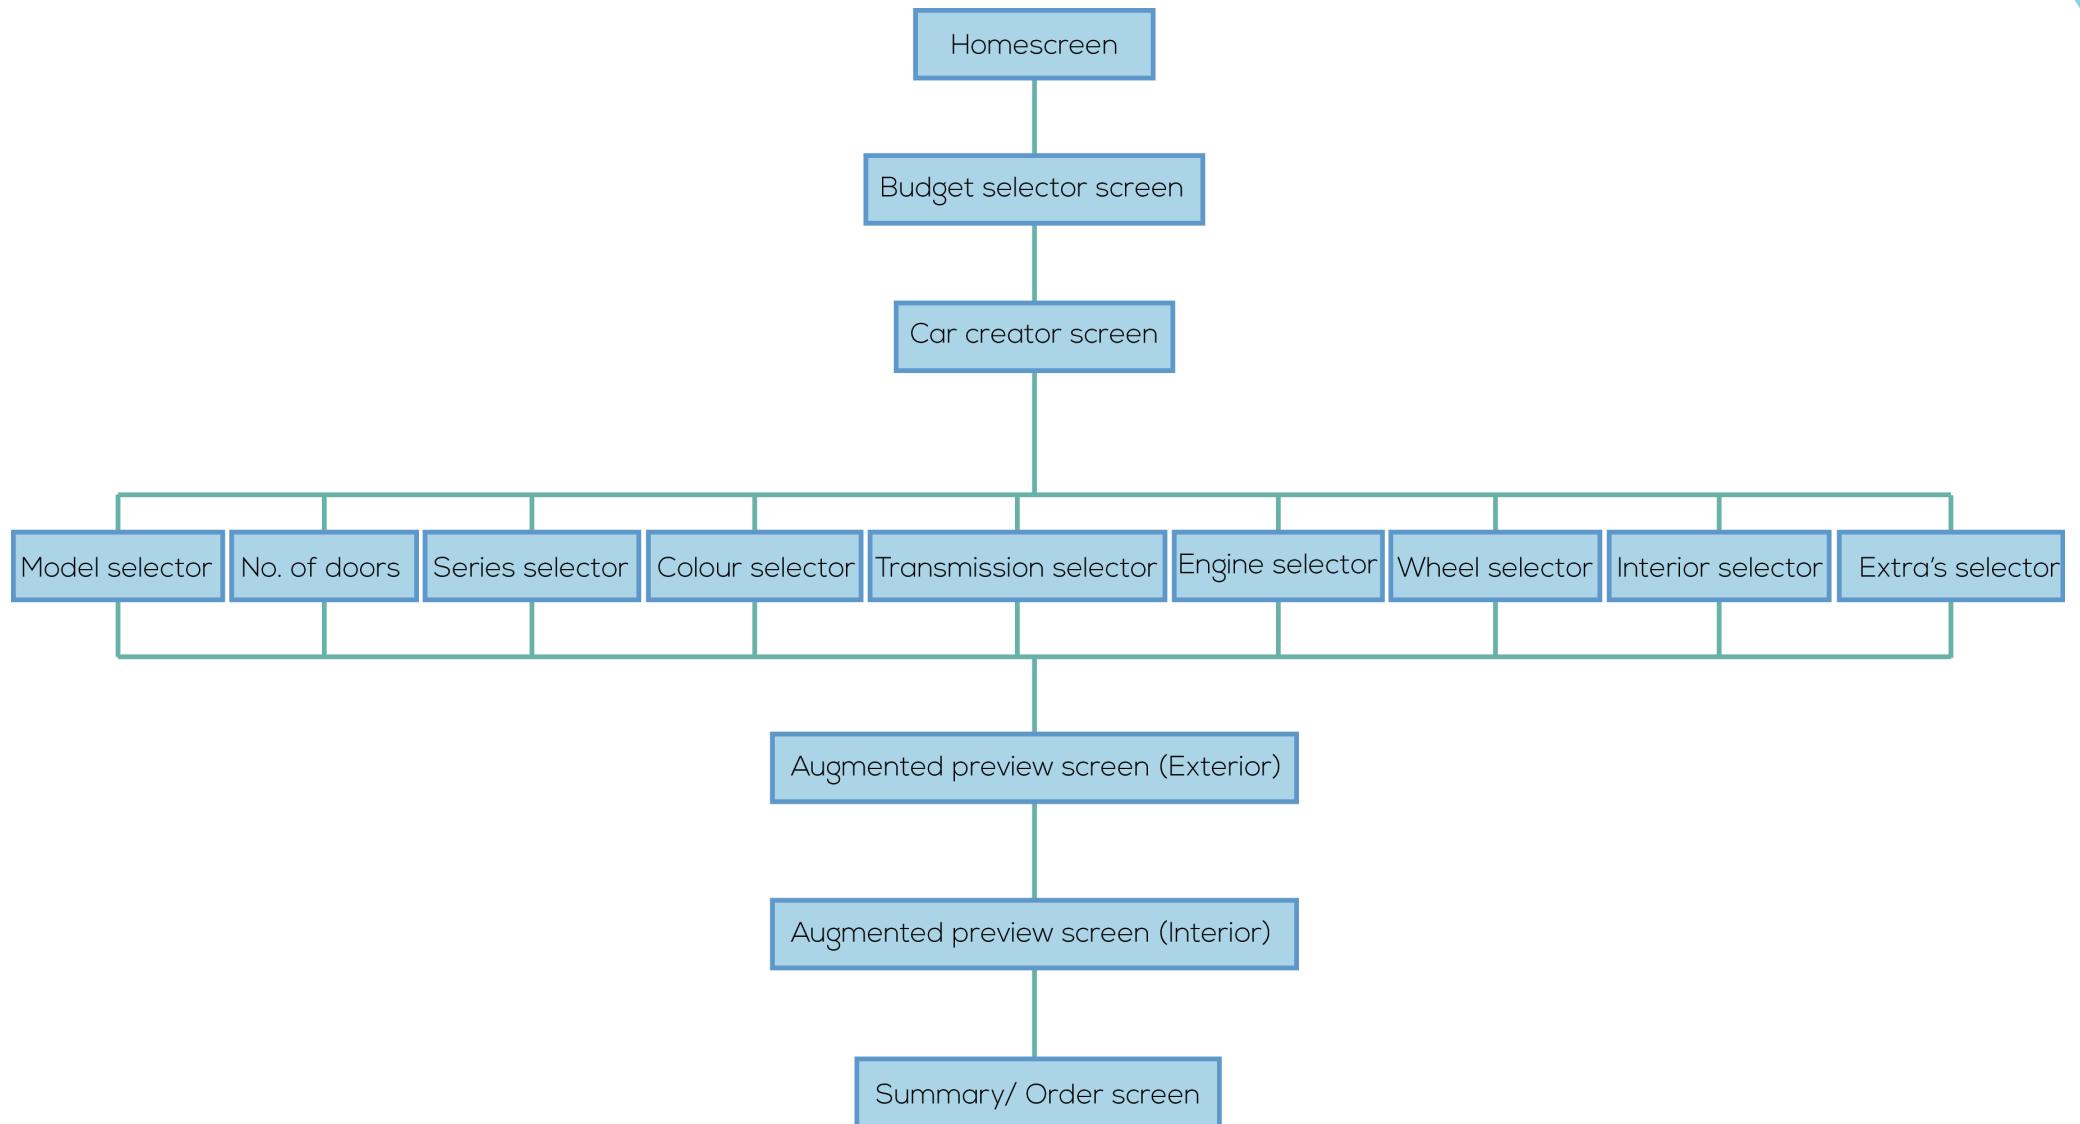 Homescreen
Budget selector screen
Car creator screen
Model selector
No. of doors
Series selector
Colour selector
Transmission selector
Engine selector
Wheel selector
Interior selector
Extra's selector
Augmented preview screen (Exterior)
Augmented preview screen (Interior)
Summary/ Order screen